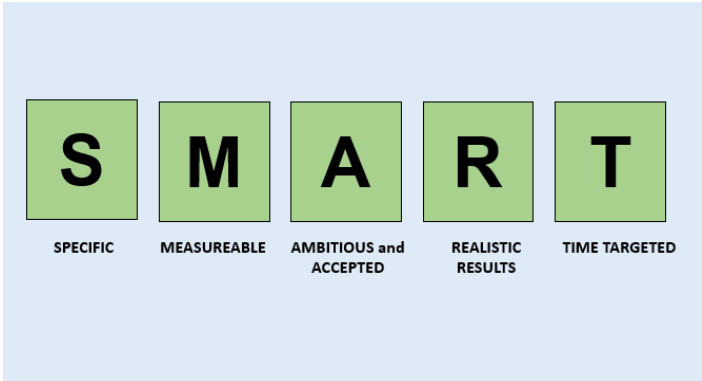 S M A R T
SPECIFIC MEASUREABLE AMBITIOUS and ACCEPTED REALISTIC RESULTS TIME TARGETED